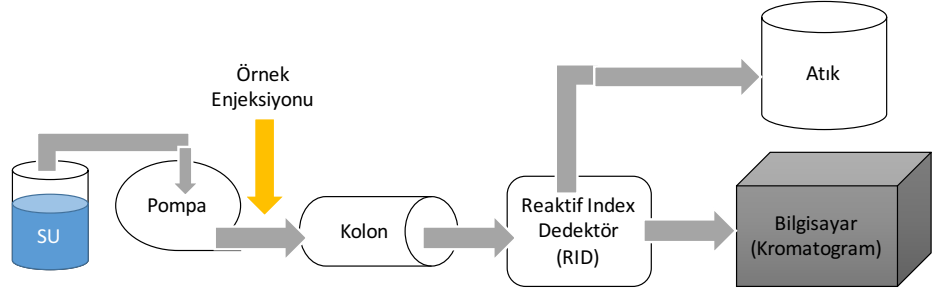 SU
Pompa
Örnek
Enjeksiyonu
Kolon
Reaktif Index
Dedektör
(RID)
Atık
Bilgisayar
(Kromatogram)